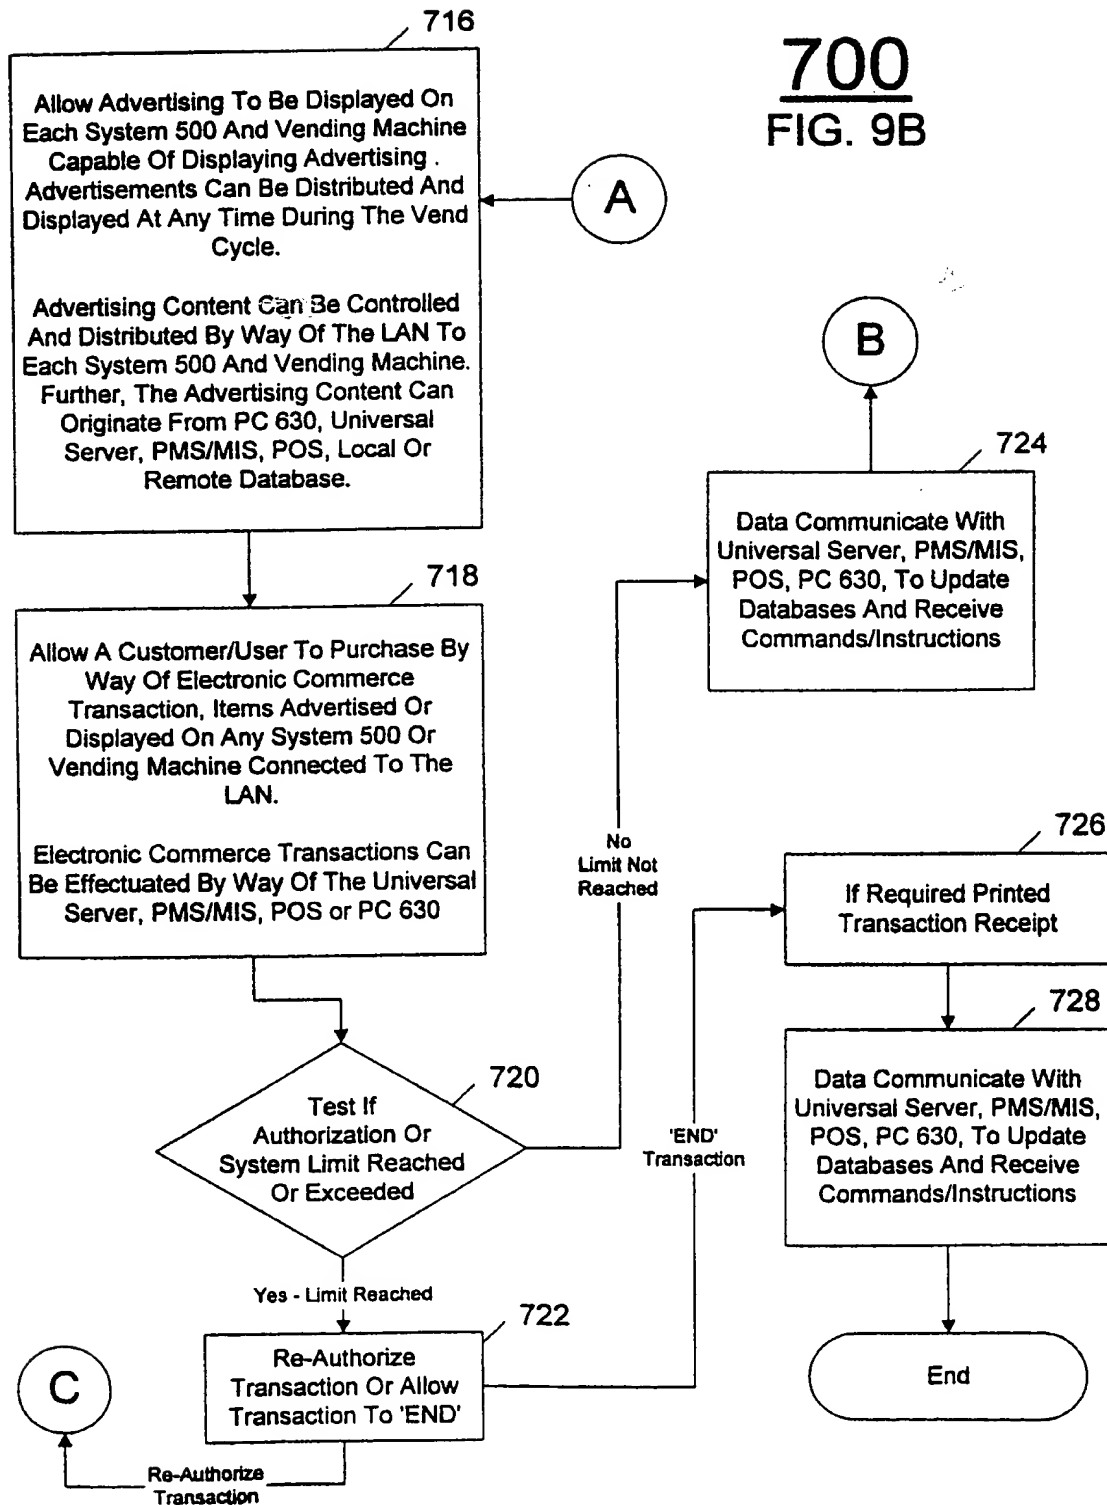 700
FIG. 9B
716
Allow Advertising To Be Displayed On
Each System 500 And Vending Machine
Capable Of Displaying Advertising .
Advertisements Can Be Distributed And
Displayed At Any Time During The Vend
Cycle.
Advertising Content Can Be Controlled
And Distributed By Way Of The LAN To
Each System 500 And Vending Machine.
Further, The Advertising Content Can
Originate From PC 630, Universal
Server, PMS/MIS, POS, Local Or
Remote Database.
A
718
Allow A Customer/User To Purchase By
Way Of Electronic Commerce
Transaction, Items Advertised Or
Displayed On Any System 500 Or
Vending Machine Connected To The
LAN.
Electronic Commerce Transactions Can
Be Effectuated By Way Of The Universal
Server, PMS/MIS, POS or PC 630
720
Test If
Authorization Or
System Limit Reached
Or Exceeded
No
Limit Not
Reached
B
724
Data Communicate With
Universal Server, PMS/MIS,
POS, PC 630, To Update
Databases And Receive
Commands/Instructions
Yes - Limit Reached
722
Re-Authorize
Transaction Or Allow
Transaction To 'END'
C
Re-Authorize
Transaction
'END'
Transaction
726
If Required Printed
Transaction Receipt
728
Data Communicate With
Universal Server, PMS/MIS,
POS, PC 630, To Update
Databases And Receive
Commands/Instructions
End